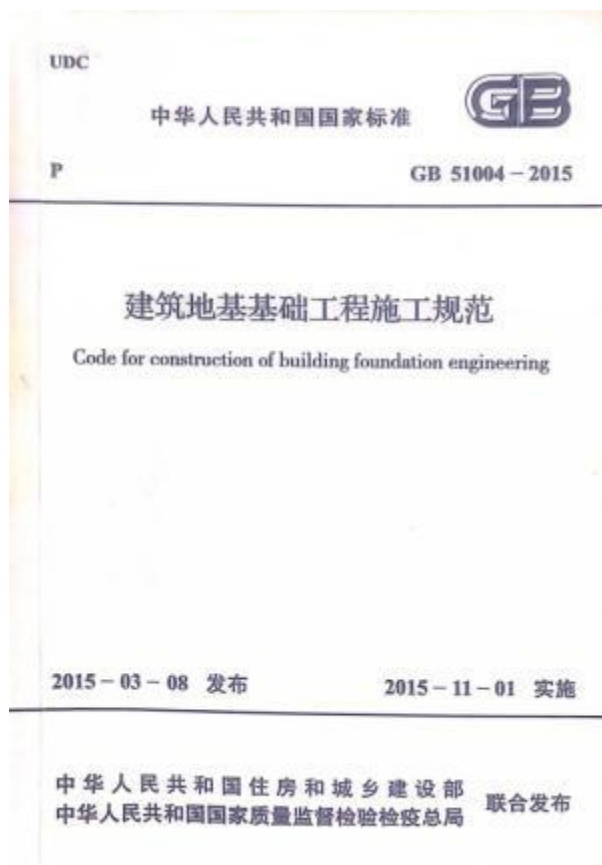 UDC
中华人民共和国国家标准
GB
P
GB 51004－2015
建筑地基基础工程施工规范
Code for construction of building foundation engineering
2015－03－08 发布
2015－11－01 实施
中华人民共和国住房和城乡建设部
中华人民共和国国家质量监督检验检疫总局
联合发布